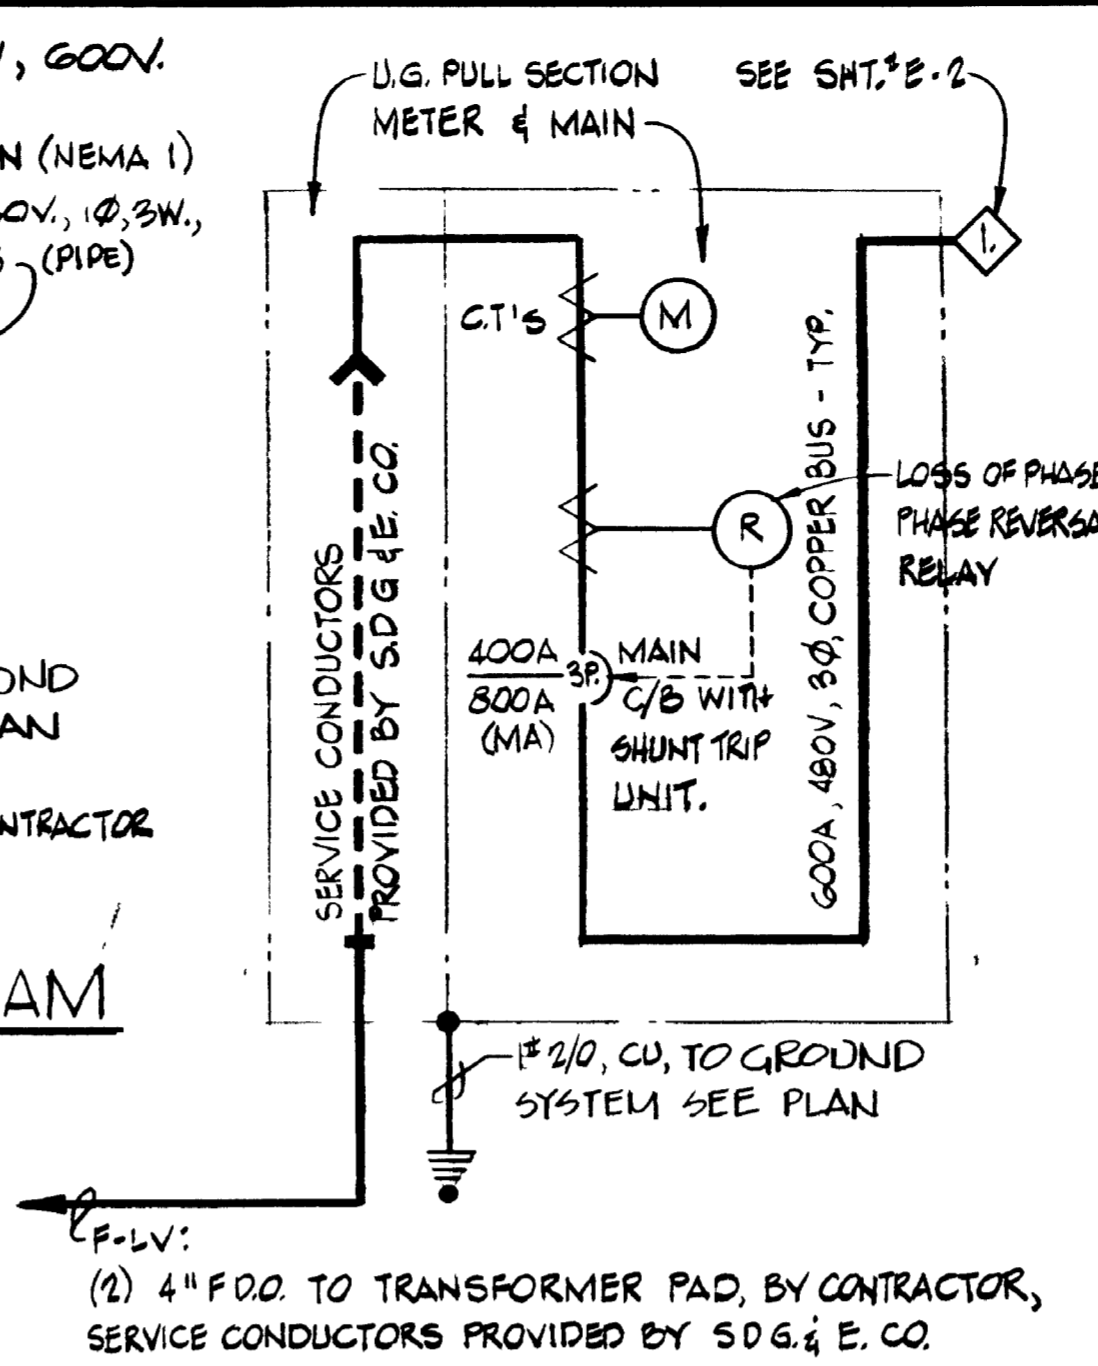 , 600V.
N (NEMA 1)
0V., 1Ø, 3W.,
(PIPE)
OND
AN
NTRACTOR
AM
U.G. PULL SECTION
METER & MAIN
SEE SHT. # E-2
1.
C.T'S
M
R
LOSS OF PHASE
PHASE REVERSA
RELAY
SERVICE CONDUCTORS
PROVIDED BY S.D G & E. CO.
400A
800A
(MA)
3P.
MAIN
C/B WITH
SHUNT TRIP
UNIT.
600A, 480V, 3Ø, COPPER BUS - TYP.
1# 2/0, CU, TO GROUND
SYSTEM SEE PLAN
F-LV:
(2) 4" F D.O. TO TRANSFORMER PAD, BY CONTRACTOR,
SERVICE CONDUCTORS PROVIDED BY S D G. & E. CO.